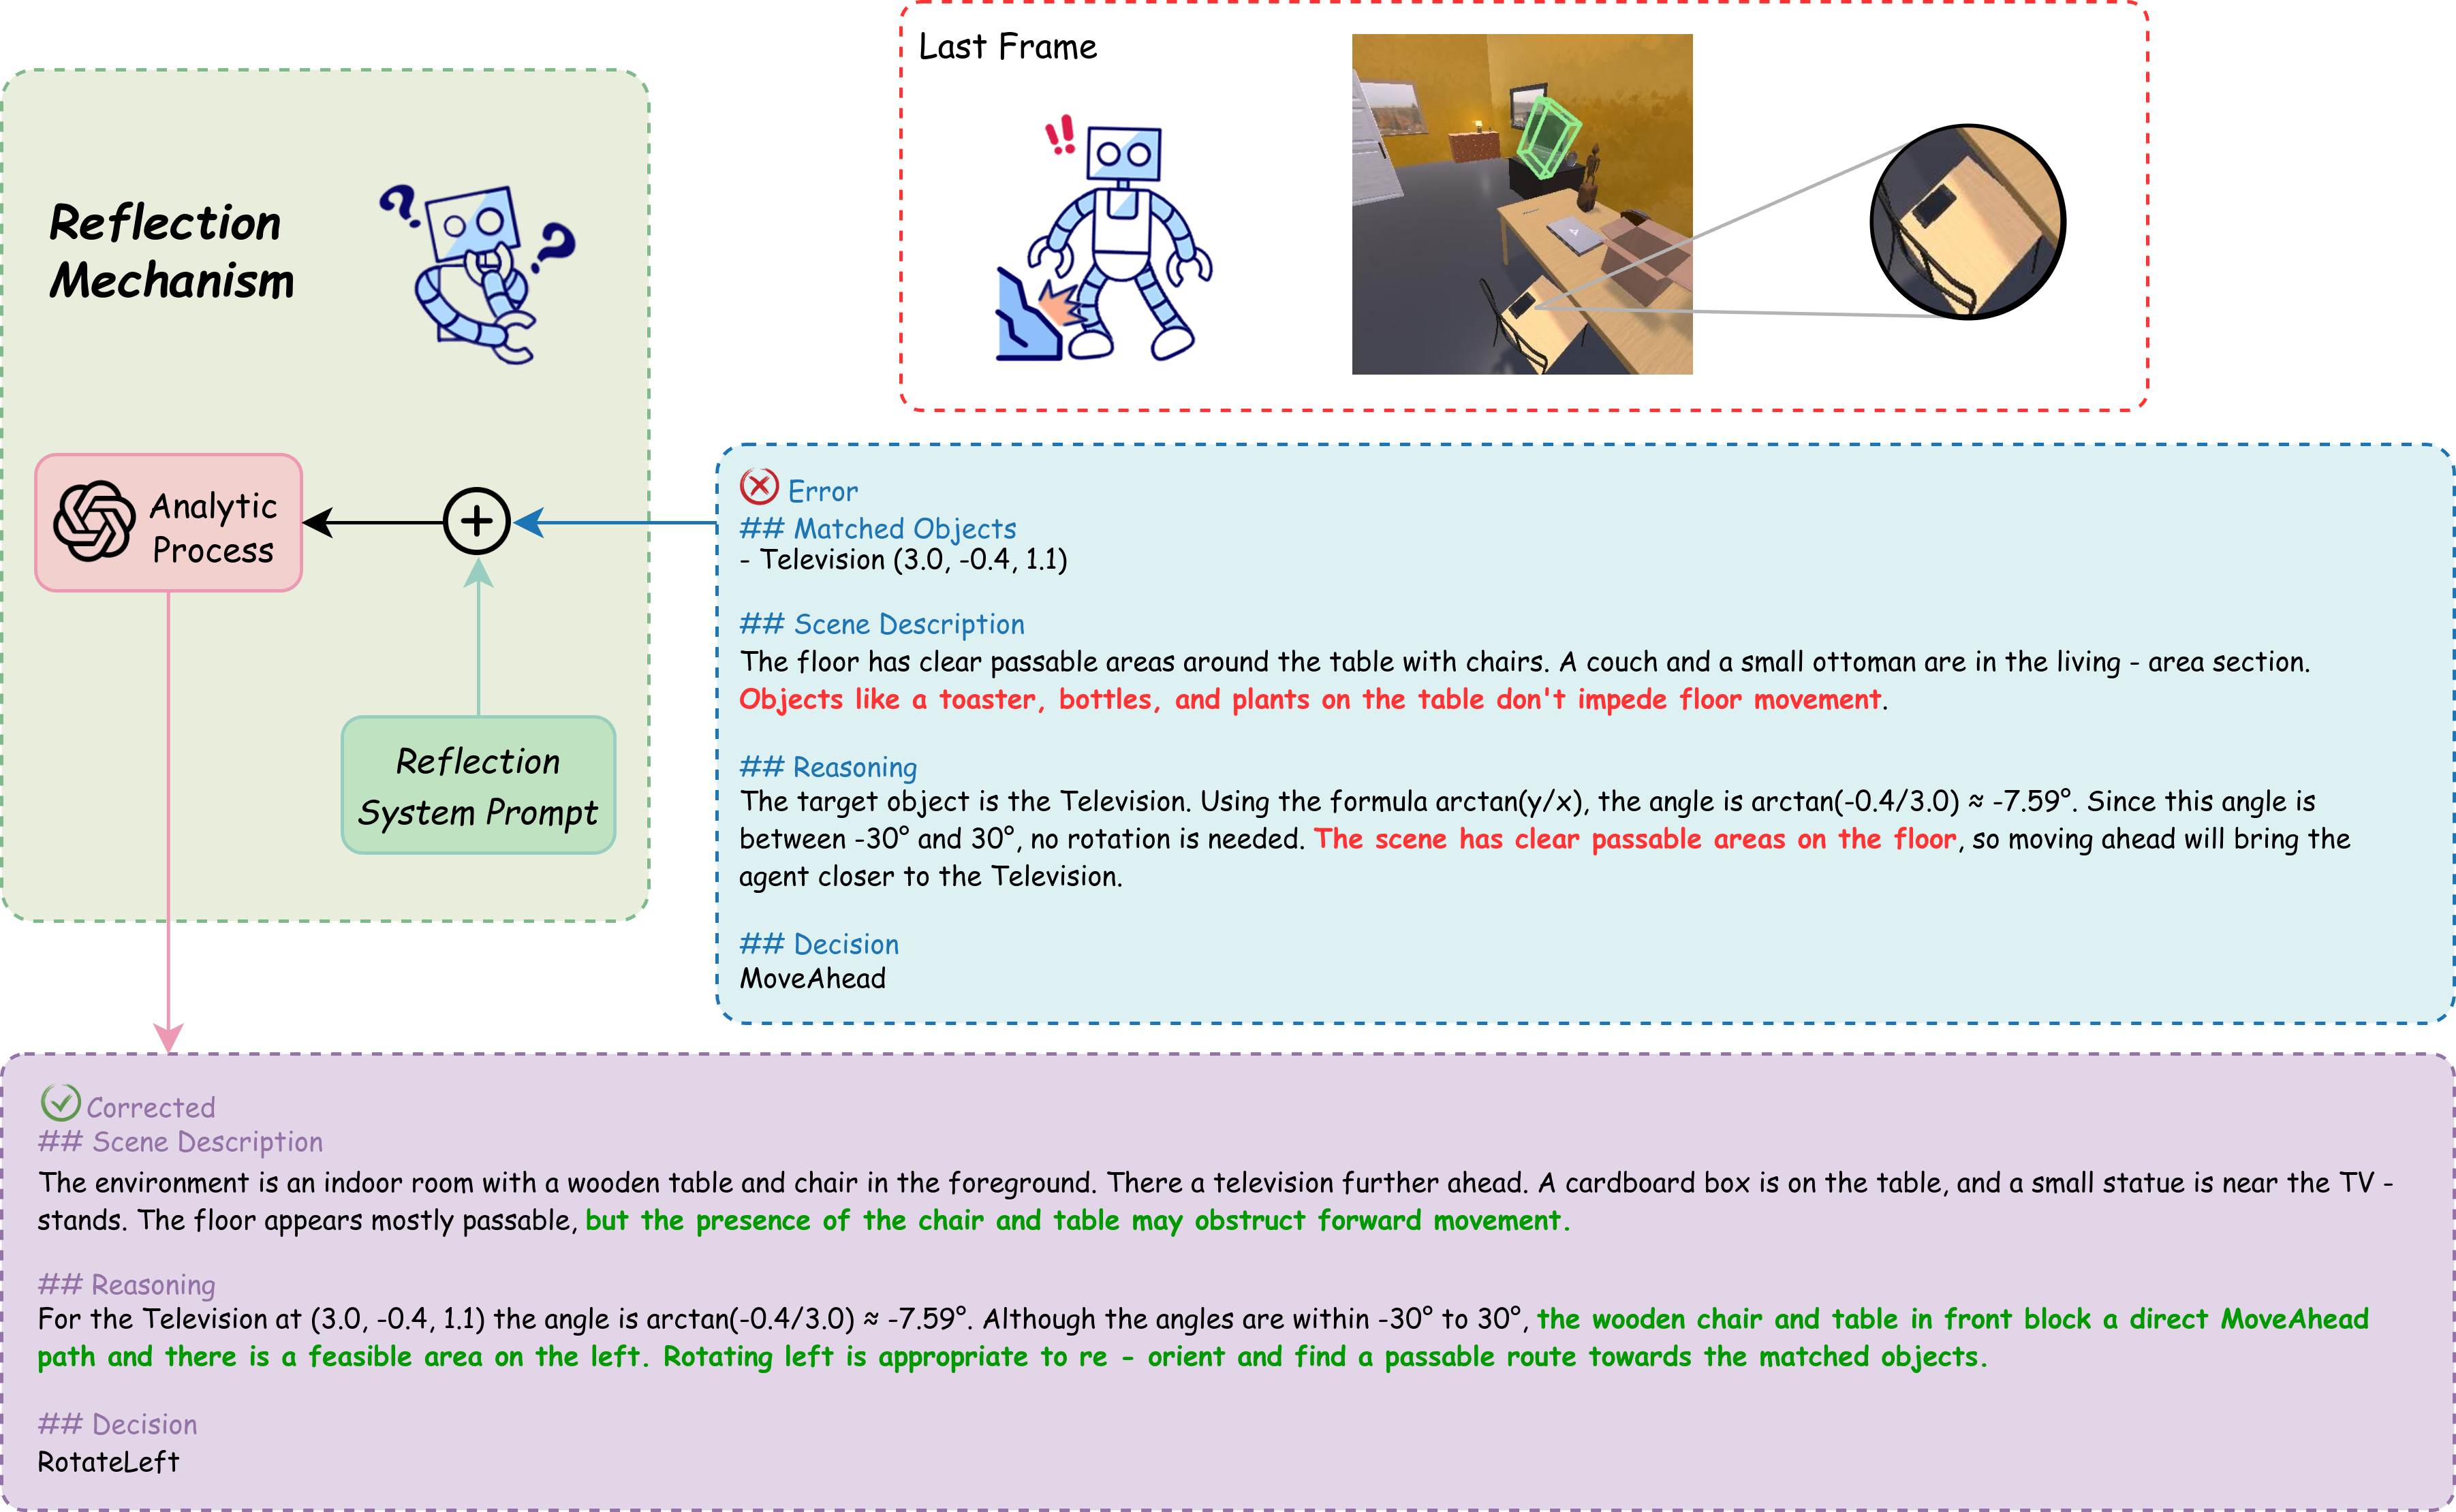 Last Frame
Reflection
Mechanism
Analytic
Process
Reflection
System Prompt
Error
## Matched Objects
- Television (3.0, -0.4, 1.1)
## Scene Description
The floor has clear passable areas around the table with chairs. A couch and a small ottoman are in the living - area section.
Objects like a toaster, bottles, and plants on the table don't impede floor movement.
## Reasoning
The target object is the Television. Using the formula arctan(y/x), the angle is arctan(-0.4/3.0) ≈ -7.59°. Since this angle is
between -30° and 30°, no rotation is needed. The scene has clear passable areas on the floor, so moving ahead will bring the
agent closer to the Television.
## Decision
MoveAhead
Corrected
## Scene Description
The environment is an indoor room with a wooden table and chair in the foreground. There a television further ahead. A cardboard box is on the table, and a small statue is near the TV -
stands. The floor appears mostly passable, but the presence of the chair and table may obstruct forward movement.
## Reasoning
For the Television at (3.0, -0.4, 1.1) the angle is arctan(-0.4/3.0) ≈ -7.59°. Although the angles are within -30° to 30°, the wooden chair and table in front block a direct MoveAhead
path and there is a feasible area on the left. Rotating left is appropriate to re - orient and find a passable route towards the matched objects.
## Decision
RotateLeft